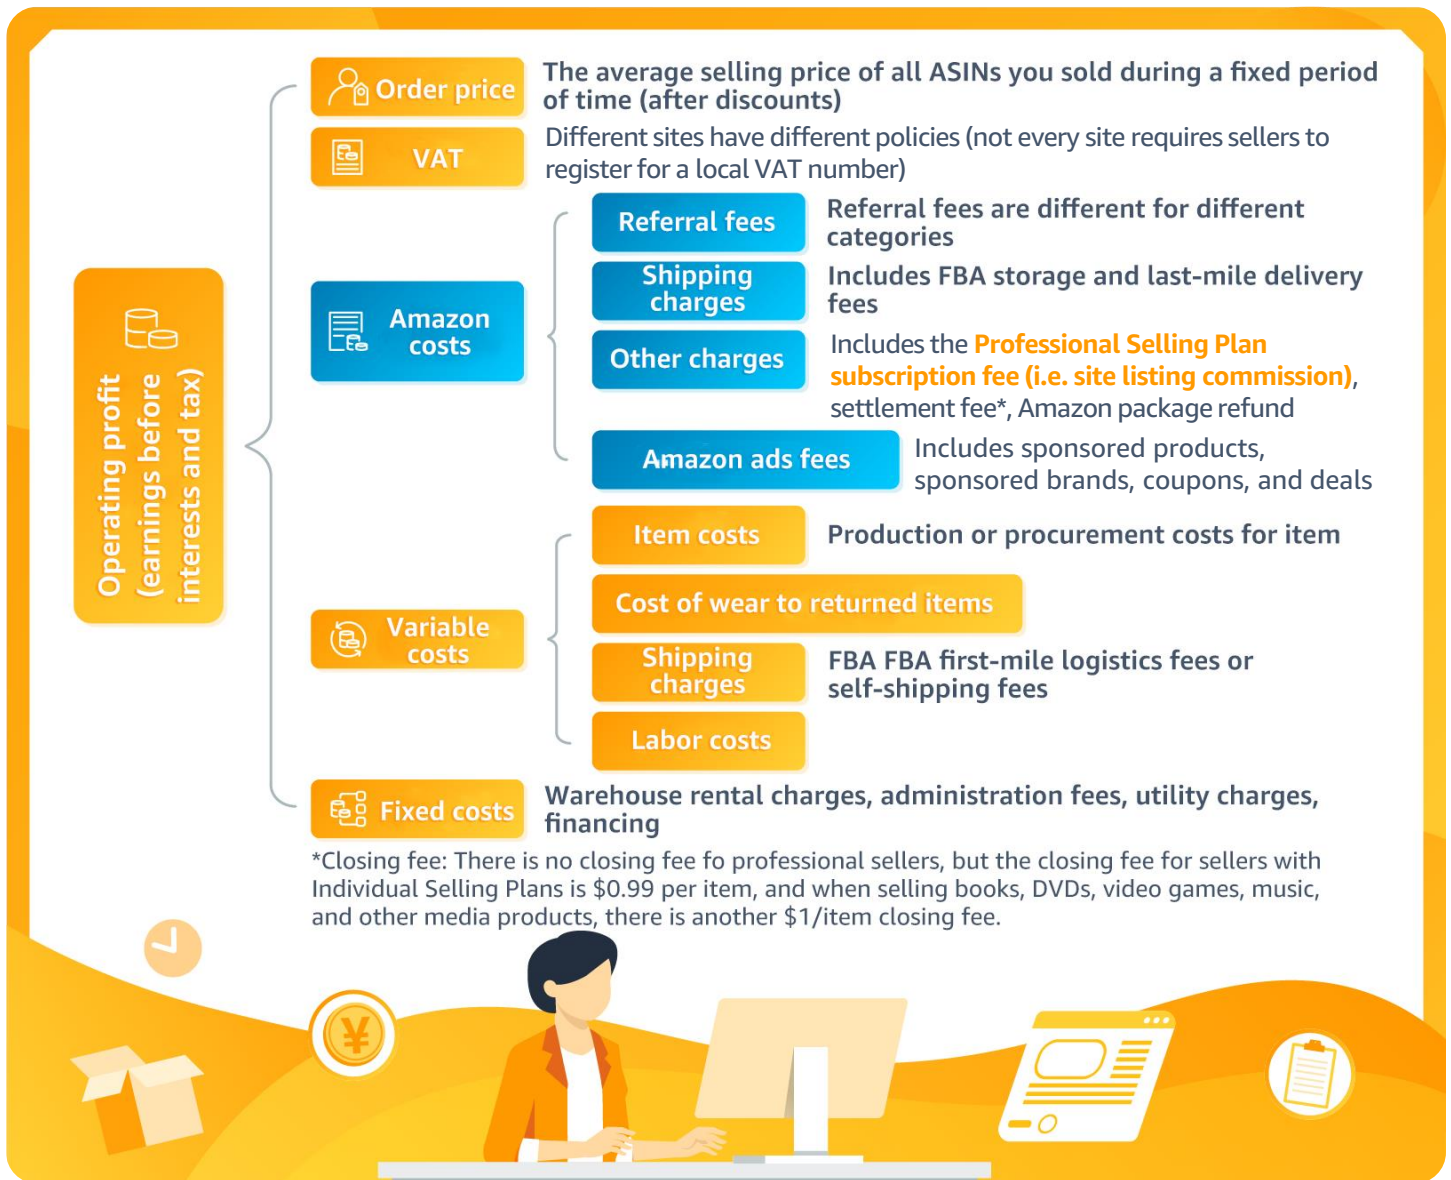 Operating profit
(earnings before
interests and tax)
Order price
The average selling price of all ASINs you sold during a fixed period
of time (after discounts)
VAT
Different sites have different policies (not every site requires sellers to
register for a local VAT number)
Amazon
costs
Referral fees
Referral fees are different for different
categories
Shipping
charges
Includes FBA storage and last-mile delivery
fees
Other charges
Includes the Professional Selling Plan
subscription fee (i.e. site listing commission),
settlement fee*, Amazon package refund
Amazon ads fees
Includes sponsored products,
sponsored brands, coupons, and deals
Variable
costs
Item costs
Production or procurement costs for item
Cost of wear to returned items
Shipping
charges
FBA FBA first-mile logistics fees or
self-shipping fees
Labor costs
Fixed costs
Warehouse rental charges, administration fees, utility charges,
financing
*Closing fee: There is no closing fee fo professional sellers, but the closing fee for sellers with
Individual Selling Plans is $0.99 per item, and when selling books, DVDs, video games, music,
and other media products, there is another $1/item closing fee.
¥